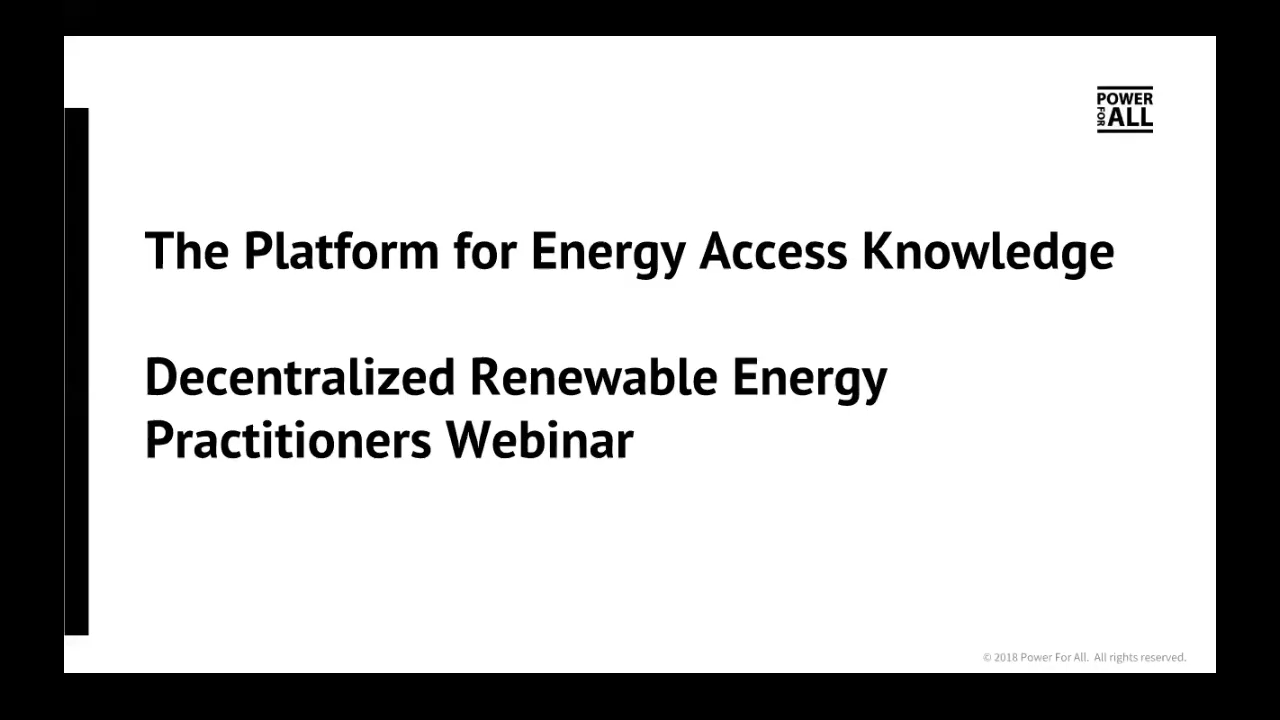 POWER
FOR
ALL
The Platform for Energy Access Knowledge
Decentralized Renewable Energy
Practitioners Webinar
© 2018 Power For All. All rights reserved.